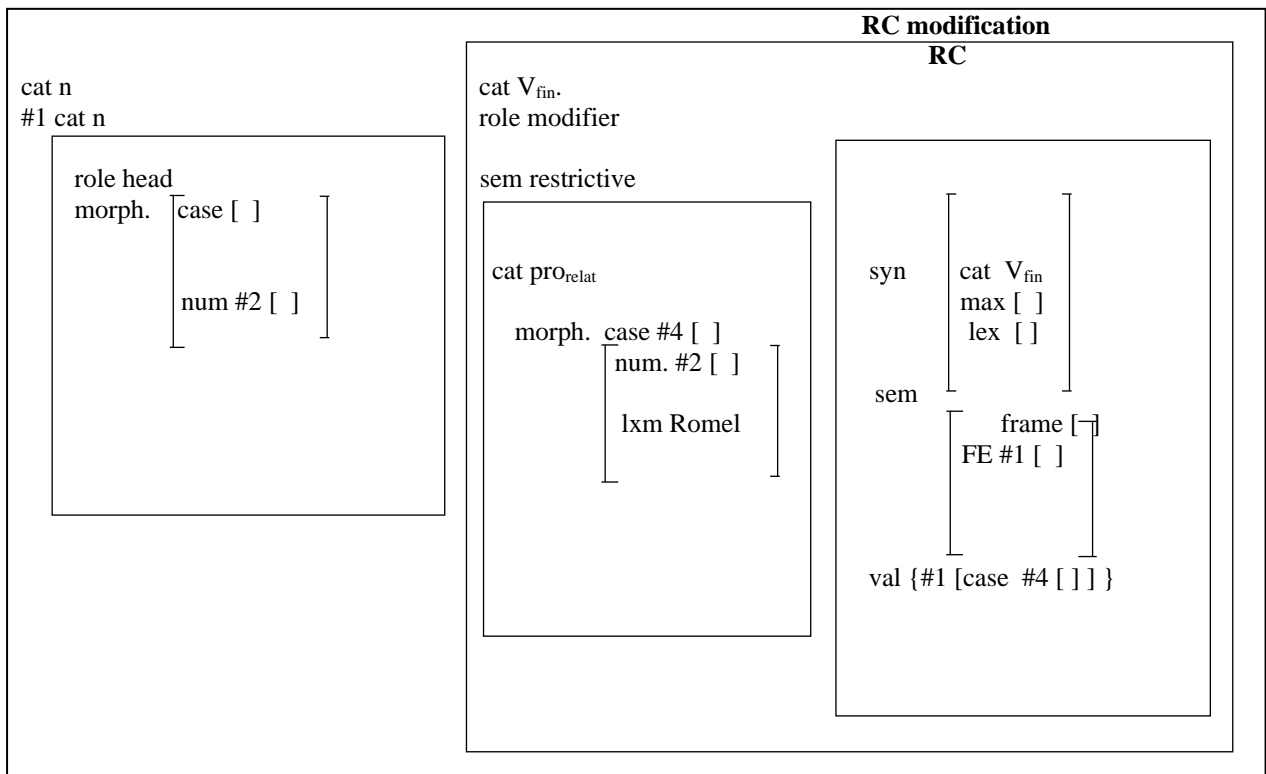 RC modification
RC
cat n
#1 cat n
role head
morph. case [ ]
num #2 [ ]
cat Vfin.
role modifier
sem restrictive
cat prorelat
morph. case #4 [ ]
num. #2 [ ]
lxm Romel
syn cat Vfin
max [ ]
lex [ ]
sem
frame [ ]
FE #1 [ ]
val {#1 [case #4 [ ] ] }